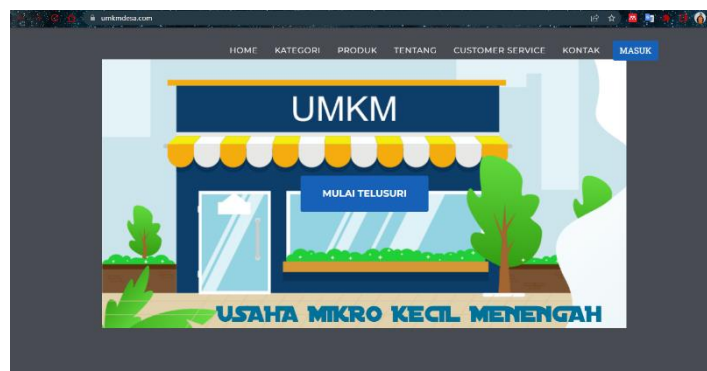 umkmdesa.com
HOME KATEGORI PRODUK TENTANG CUSTOMER SERVICE KONTAK MASUK
UMKM
MULAI TELUSURI
USAHA MIKRO KECIL MENENGAH